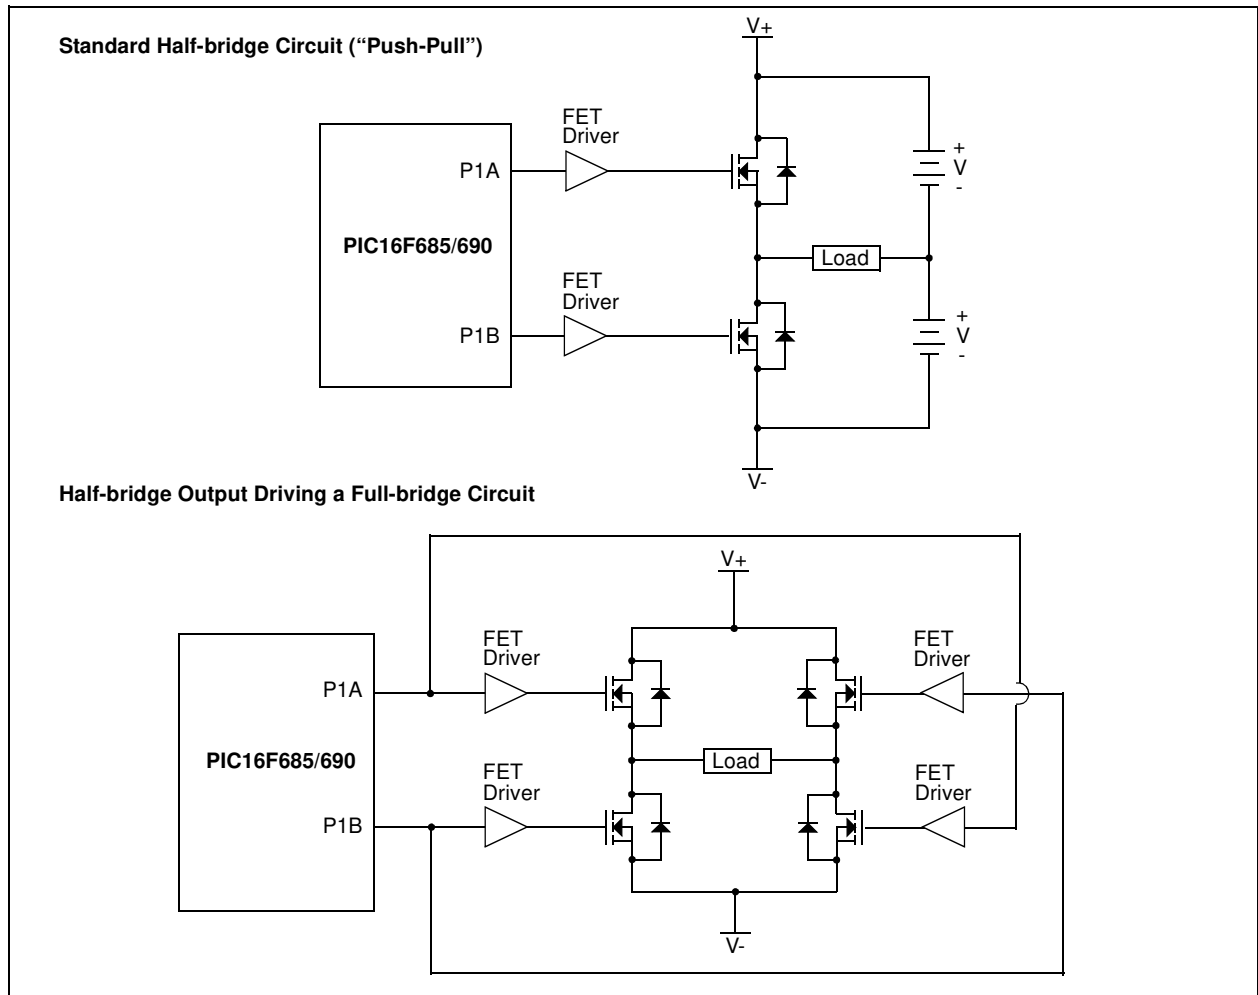 Standard Half-bridge Circuit (“Push-Pull”)
V+
FET
Driver
P1A
+
V
-
PIC16F685/690
Load
FET
Driver
P1B
+
V
-
V-
Half-bridge Output Driving a Full-bridge Circuit
V+
FET
Driver
FET
Driver
P1A
PIC16F685/690
Load
FET
Driver
FET
Driver
P1B
V-